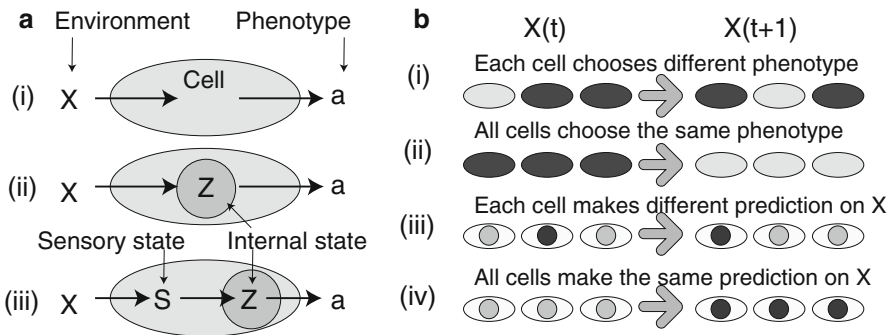 a Environment Phenotype
(i) X Cell a
(ii) X Z a
Sensory state Internal state
(iii) X S Z a
b X(t) X(t+1)
(i) Each cell chooses different phenotype
(ii) All cells choose the same phenotype
(iii) Each cell makes different prediction on X
(iv) All cells make the same prediction on X